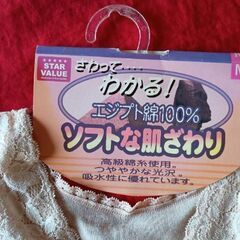 STAR
VALUE
さわって…
わかる!
エジプト綿100%
ソフトな肌ざわり
高級綿糸使用。
つややかな光沢。
吸水性に優れています。
M